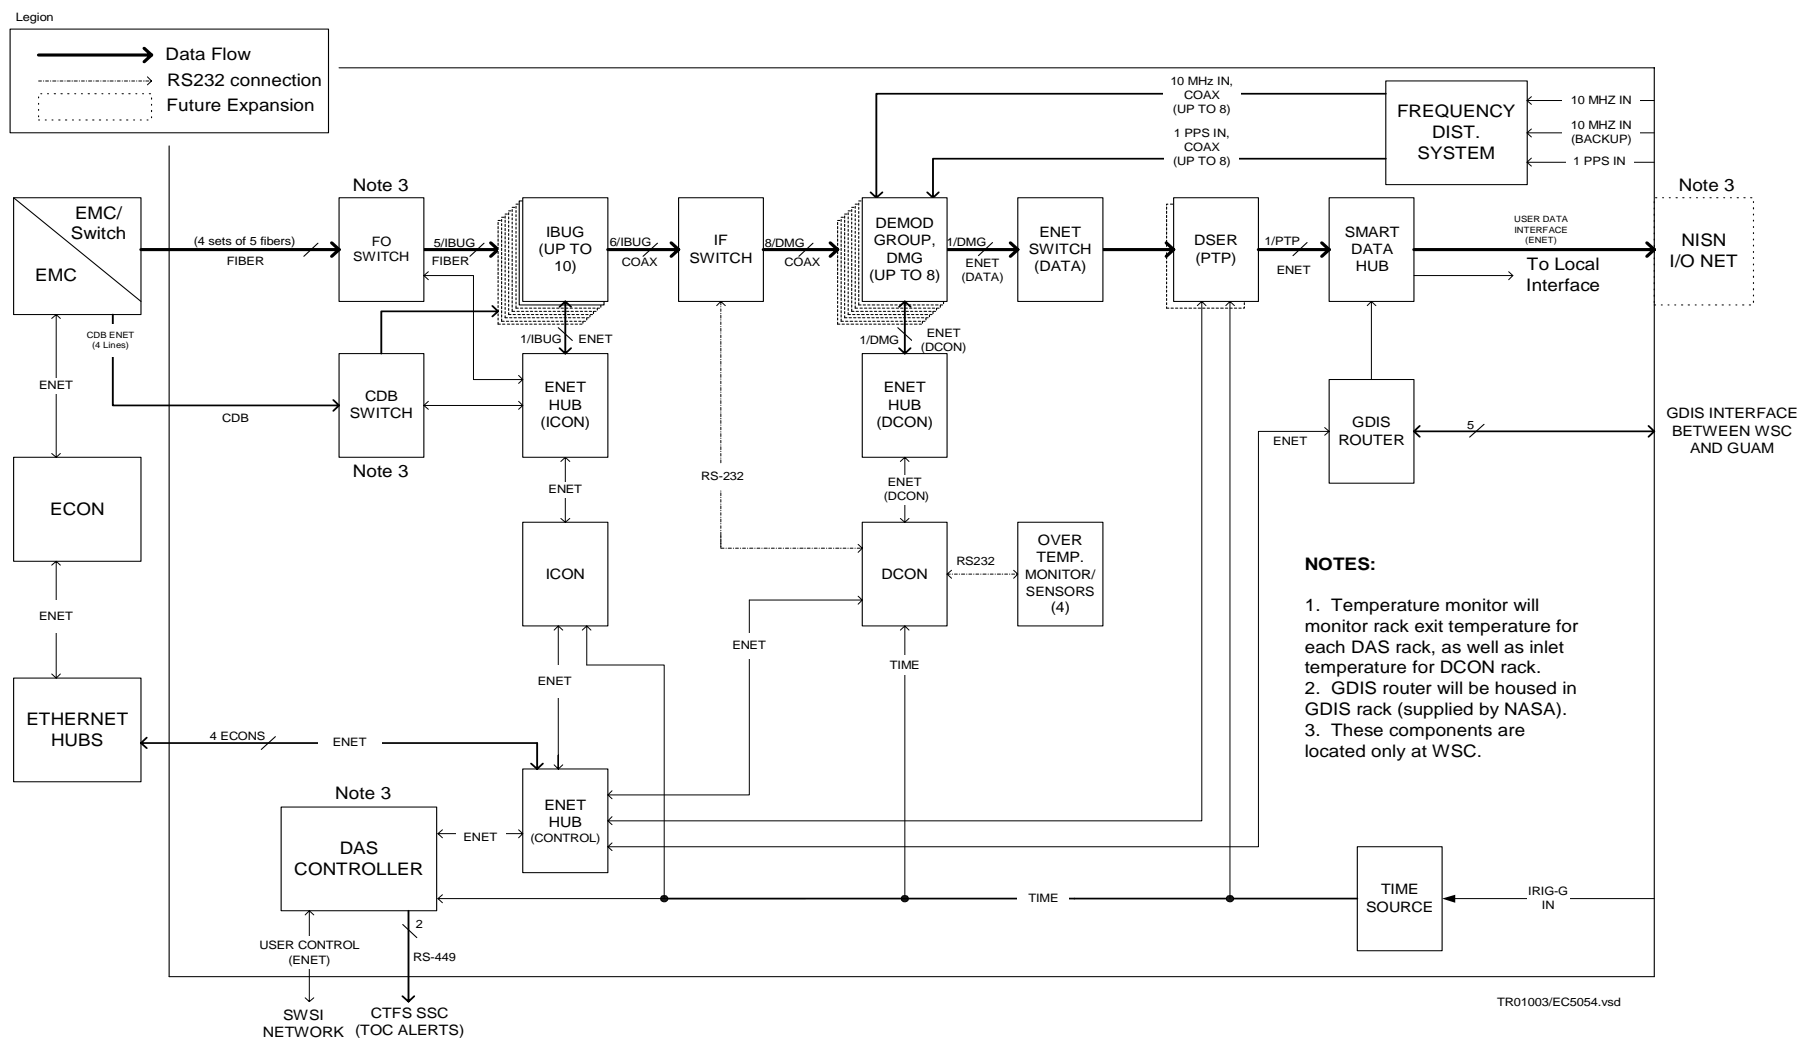 Legion
Data Flow
RS232 connection
Future Expansion
10 MHz IN,
COAX
(UP TO 8)
1 PPS IN,
COAX
(UP TO 8)
FREQUENCY
DIST.
SYSTEM
10 MHZ IN
10 MHZ IN
(BACKUP)
1 PPS IN
EMC/
Switch
EMC
(4 sets of 5 fibers)
FIBER
Note 3
FO
SWITCH
5/IBUG
FIBER
IBUG
(UP TO
10)
6/IBUG
COAX
IF
SWITCH
8/DMG
COAX
DEMOD
GROUP,
DMG
(UP TO 8)
1/DMG
ENET
(DATA)
ENET
SWITCH
(DATA)
DSER
(PTP)
1/PTP
ENET
SMART
DATA
HUB
USER DATA
INTERFACE
(ENET)
To Local
Interface
Note 3
NISN
I/O NET
CDB ENET
(4 Lines)
ENET
CDB
CDB
SWITCH
Note 3
1/IBUG
ENET
ENET
HUB
(ICON)
1/DMG
ENET
(DCON)
ENET
HUB
(DCON)
GDIS
ROUTER
ENET
5
GDIS INTERFACE
BETWEEN WSC
AND GUAM
ECON
ENET
RS-232
ENET
(DCON)
ICON
DCON
RS232
OVER
TEMP.
MONITOR/
SENSORS
(4)
ENET
ENET
ENET
TIME
NOTES:
1. Temperature monitor will
monitor rack exit temperature for
each DAS rack, as well as inlet
temperature for DCON rack.
2. GDIS router will be housed in
GDIS rack (supplied by NASA).
3. These components are
located only at WSC.
ETHERNET
HUBS
4 ECONS
ENET
Note 3
DAS
CONTROLLER
ENET
ENET
HUB
(CONTROL)
TIME
TIME
SOURCE
IRIG-G
IN
USER CONTROL
(ENET)
2
RS-449
SWSI
NETWORK
CTFS SSC
(TOC ALERTS)
TR01003/EC5054.vsd